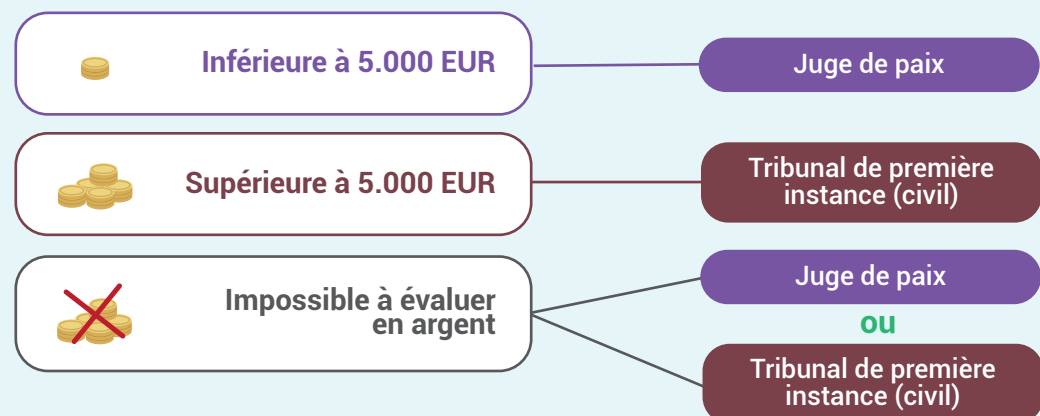 Inférieure à 5.000 EUR
Juge de paix
Supérieure à 5.000 EUR
Tribunal de première
instance (civil)
Impossible à évaluer
en argent
Juge de paix
ou
Tribunal de première
instance (civil)